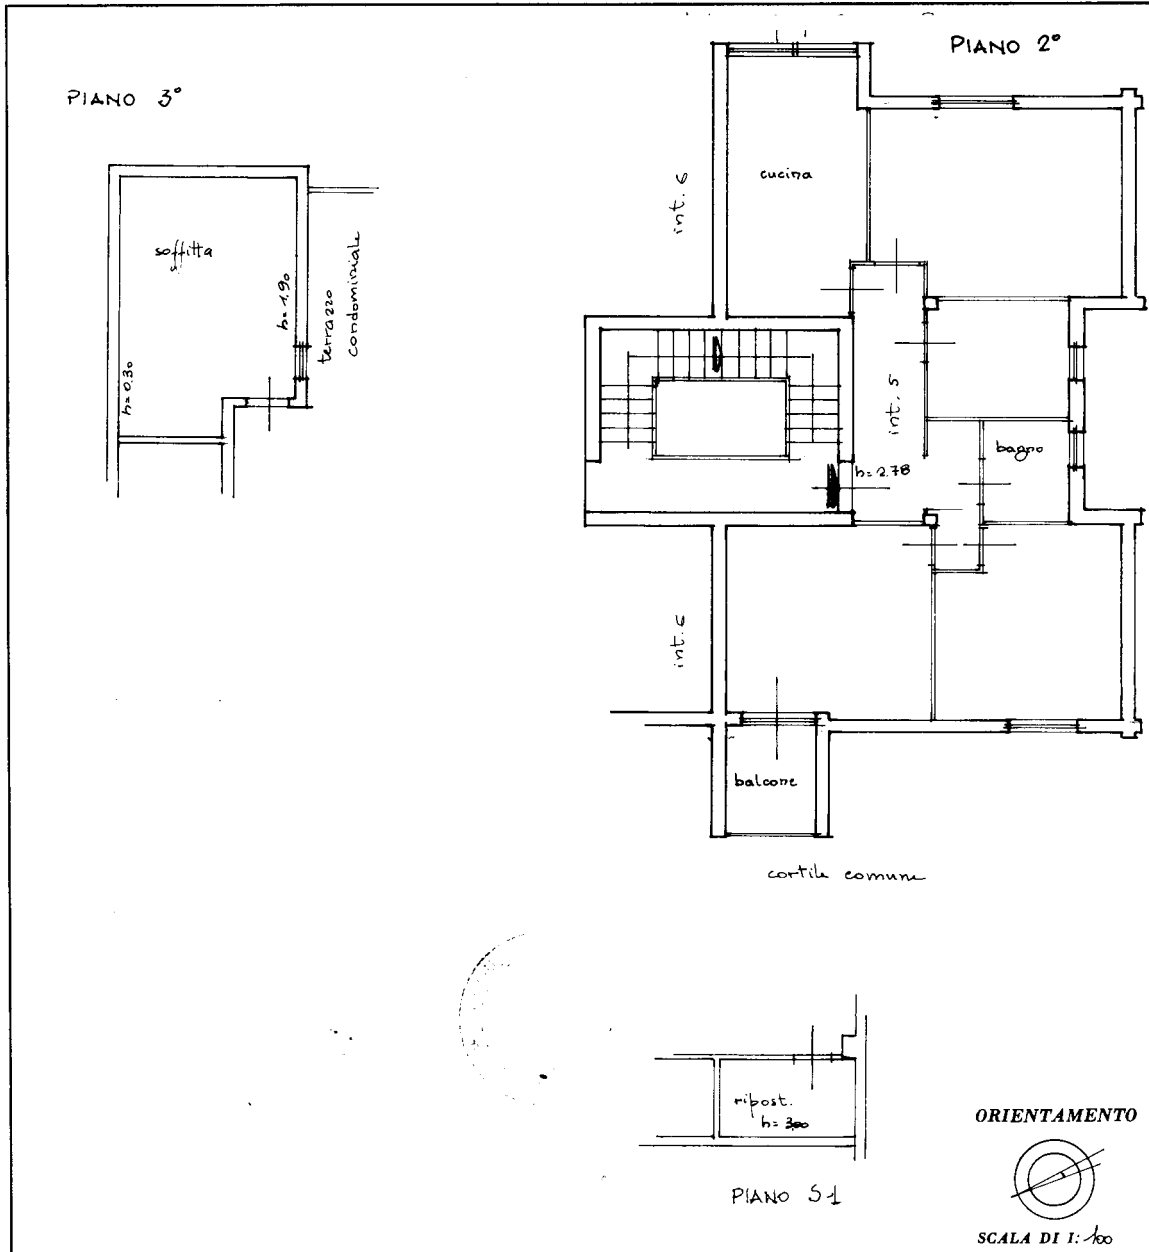 PIANO 2°
PIANO 3°
cucina
int. 6
soffitta
h=1.90
terrazzo
condominiale
h=0.30
int. 5
bagno
h=2.78
int. 6
balcone
cortile comune
ripost.
h= 3.00
PIANO S1
ORIENTAMENTO
SCALA DI 1: 100